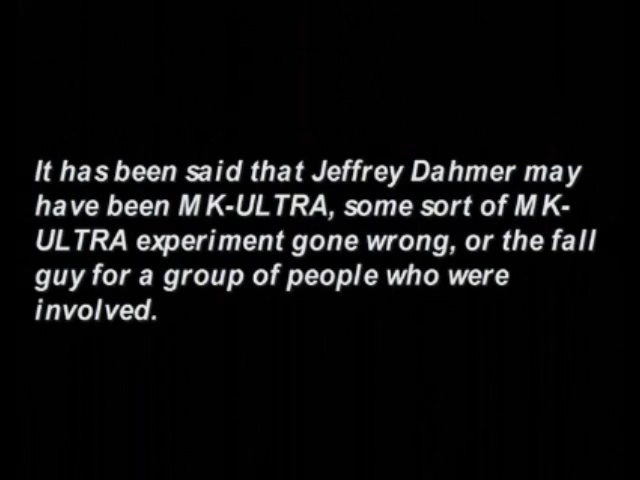 It has been said that Jeffrey Dahmer may
have been MK-ULTRA, some sort of MK-
ULTRA experiment gone wrong, or the fall
guy for a group of people who were
involved.